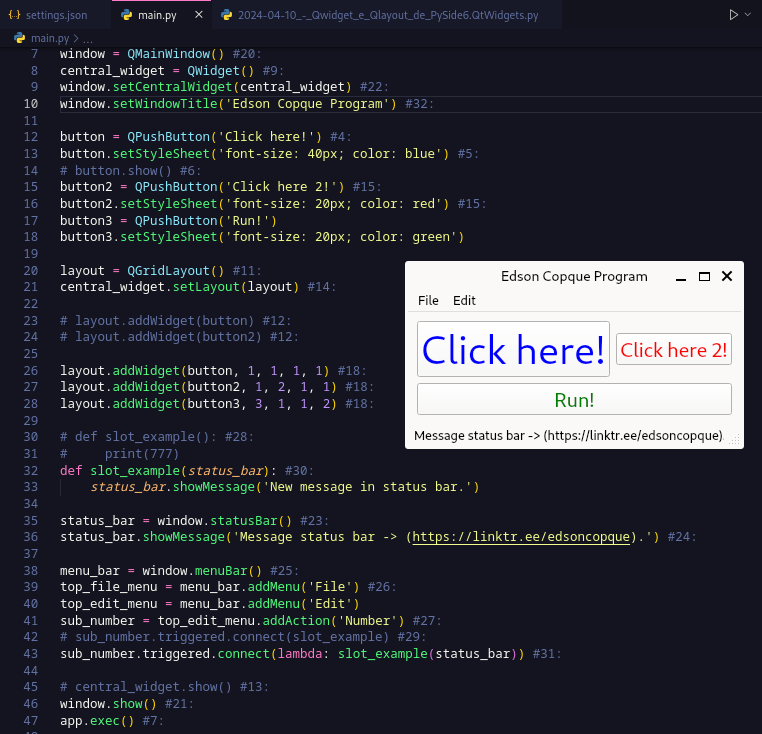 settings.json
main.py
2024-04-10_-_Qwidget_e_Qlayout_de_PySide6.QtWidgets.py
main.py > ...
7 window = QMainWindow() #20:
8 central_widget = QWidget() #9:
9 window.setCentralWidget(central_widget) #22:
10 window.setWindowTitle('Edson Copque Program') #32:
11
12 button = QPushButton('Click here!') #4:
13 button.setStyleSheet('font-size: 40px; color: blue') #5:
14 # button.show() #6:
15 button2 = QPushButton('Click here 2!') #15:
16 button2.setStyleSheet('font-size: 20px; color: red') #15:
17 button3 = QPushButton('Run!')
18 button3.setStyleSheet('font-size: 20px; color: green')
19
20 layout = QGridLayout() #11:
21 central_widget.setLayout(layout) #14:
22
23 # layout.addWidget(button) #12:
24 # layout.addWidget(button2) #12:
25
26 layout.addWidget(button, 1, 1, 1, 1) #18:
27 layout.addWidget(button2, 1, 2, 1, 1) #18:
28 layout.addWidget(button3, 3, 1, 1, 2) #18:
29
30 # def slot_example(): #28:
31 #     print(777)
32 def slot_example(status_bar): #30:
33     status_bar.showMessage('New message in status bar.')
34
35 status_bar = window.statusBar() #23:
36 status_bar.showMessage('Message status bar -> (https://linktr.ee/edsoncopque).') #24:
37
38 menu_bar = window.menuBar() #25:
39 top_file_menu = menu_bar.addMenu('File') #26:
40 top_edit_menu = menu_bar.addMenu('Edit')
41 sub_number = top_edit_menu.addAction('Number') #27:
42 # sub_number.triggered.connect(slot_example) #29:
43 sub_number.triggered.connect(lambda: slot_example(status_bar)) #31:
44
45 # central_widget.show() #13:
46 window.show() #21:
47 app.exec() #7:
Edson Copque Program
File Edit
Click here!
Click here 2!
Run!
Message status bar -> (https://linktr.ee/edsoncopque).